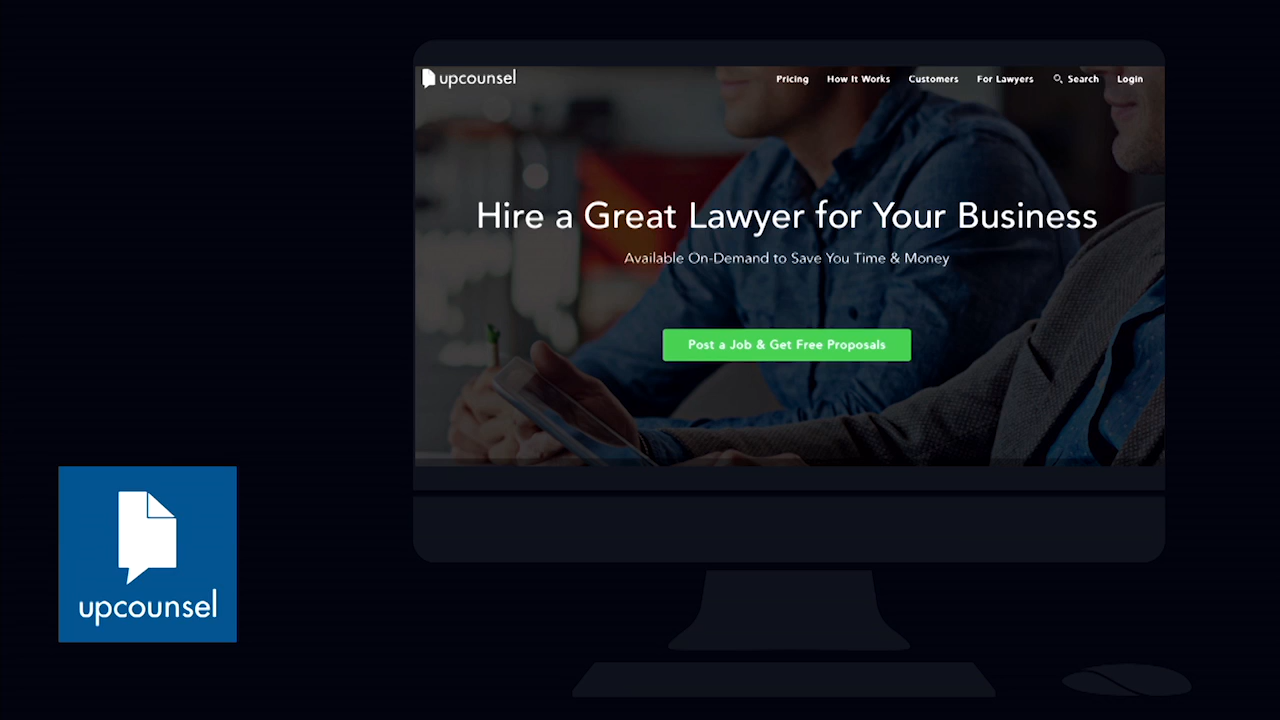 upcounsel
Pricing How It Works Customers For Lawyers Search Login
Hire a Great Lawyer for Your Business
Available On-Demand to Save You Time & Money
Post a Job & Get Free Proposals
upcounsel